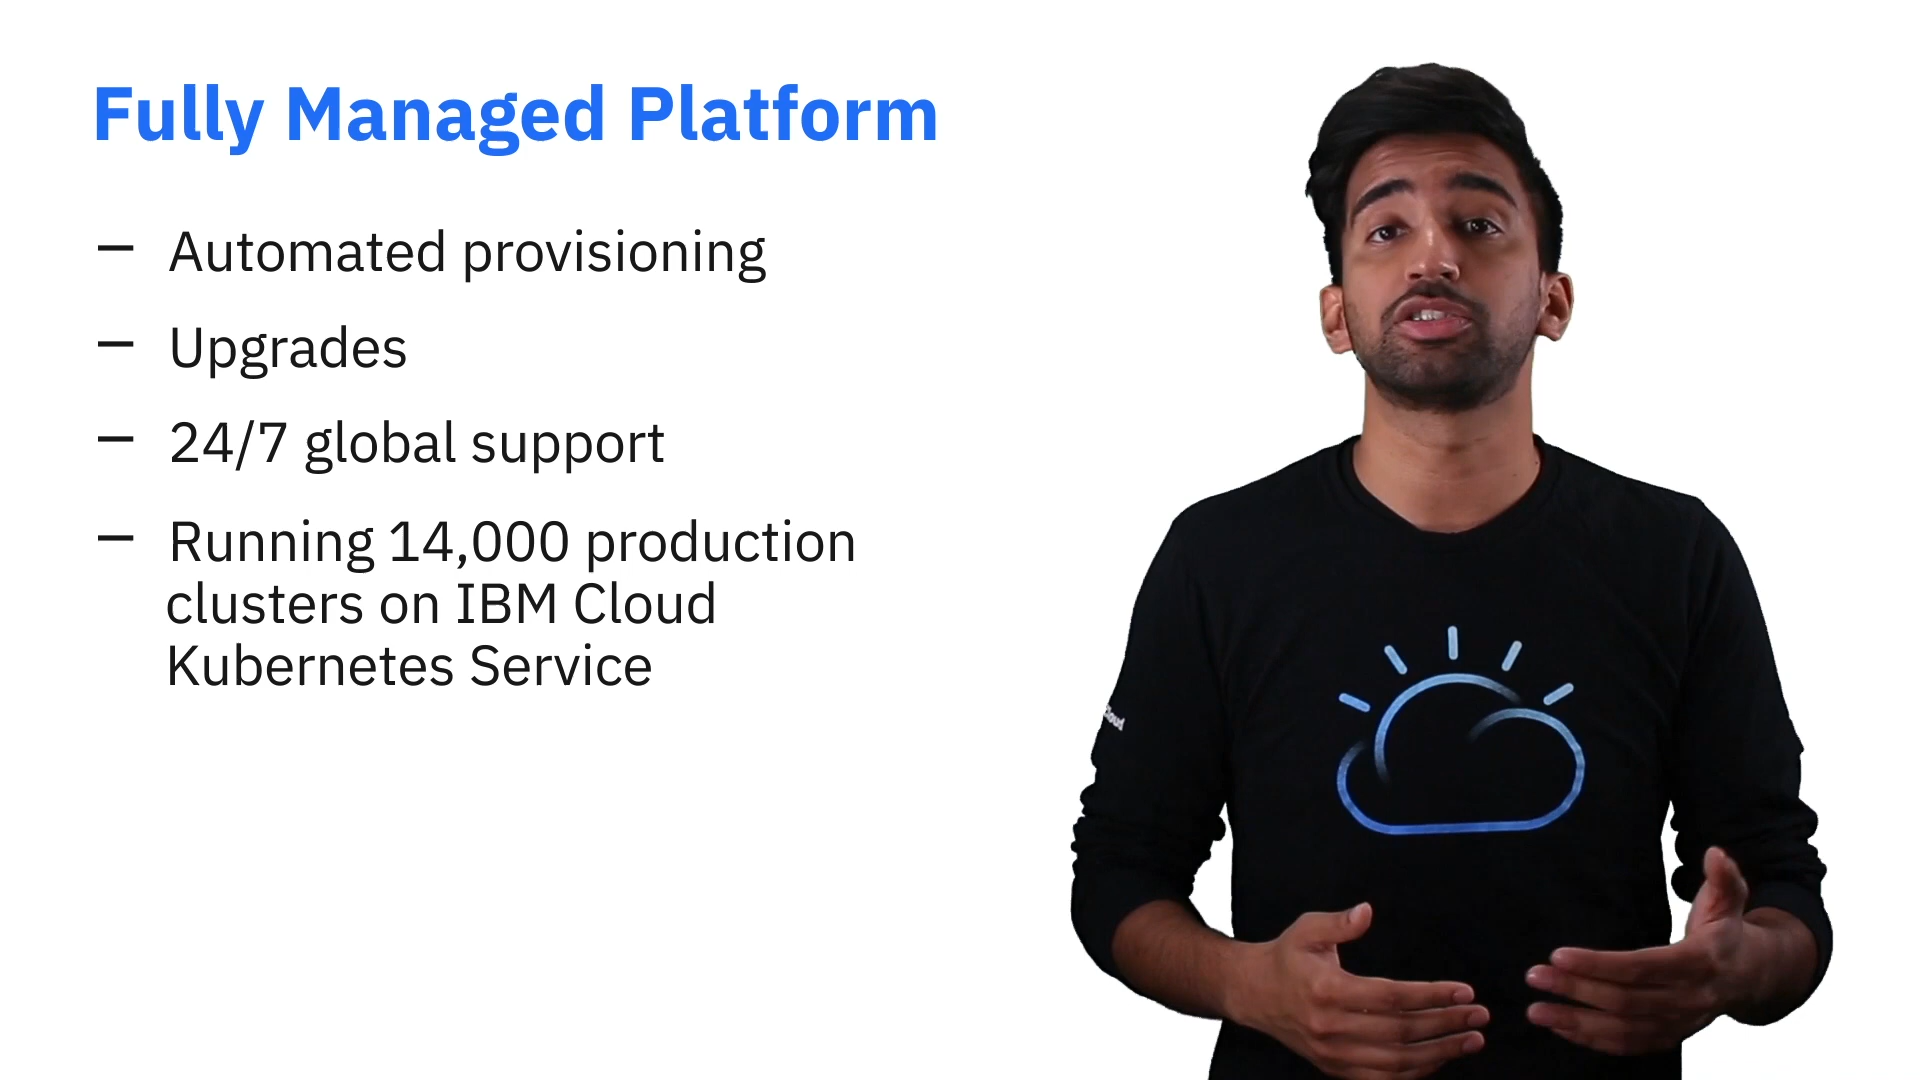 Fully Managed Platform
— Automated provisioning
— Upgrades
— 24/7 global support
— Running 14,000 production
clusters on IBM Cloud
Kubernetes Service
Cloud